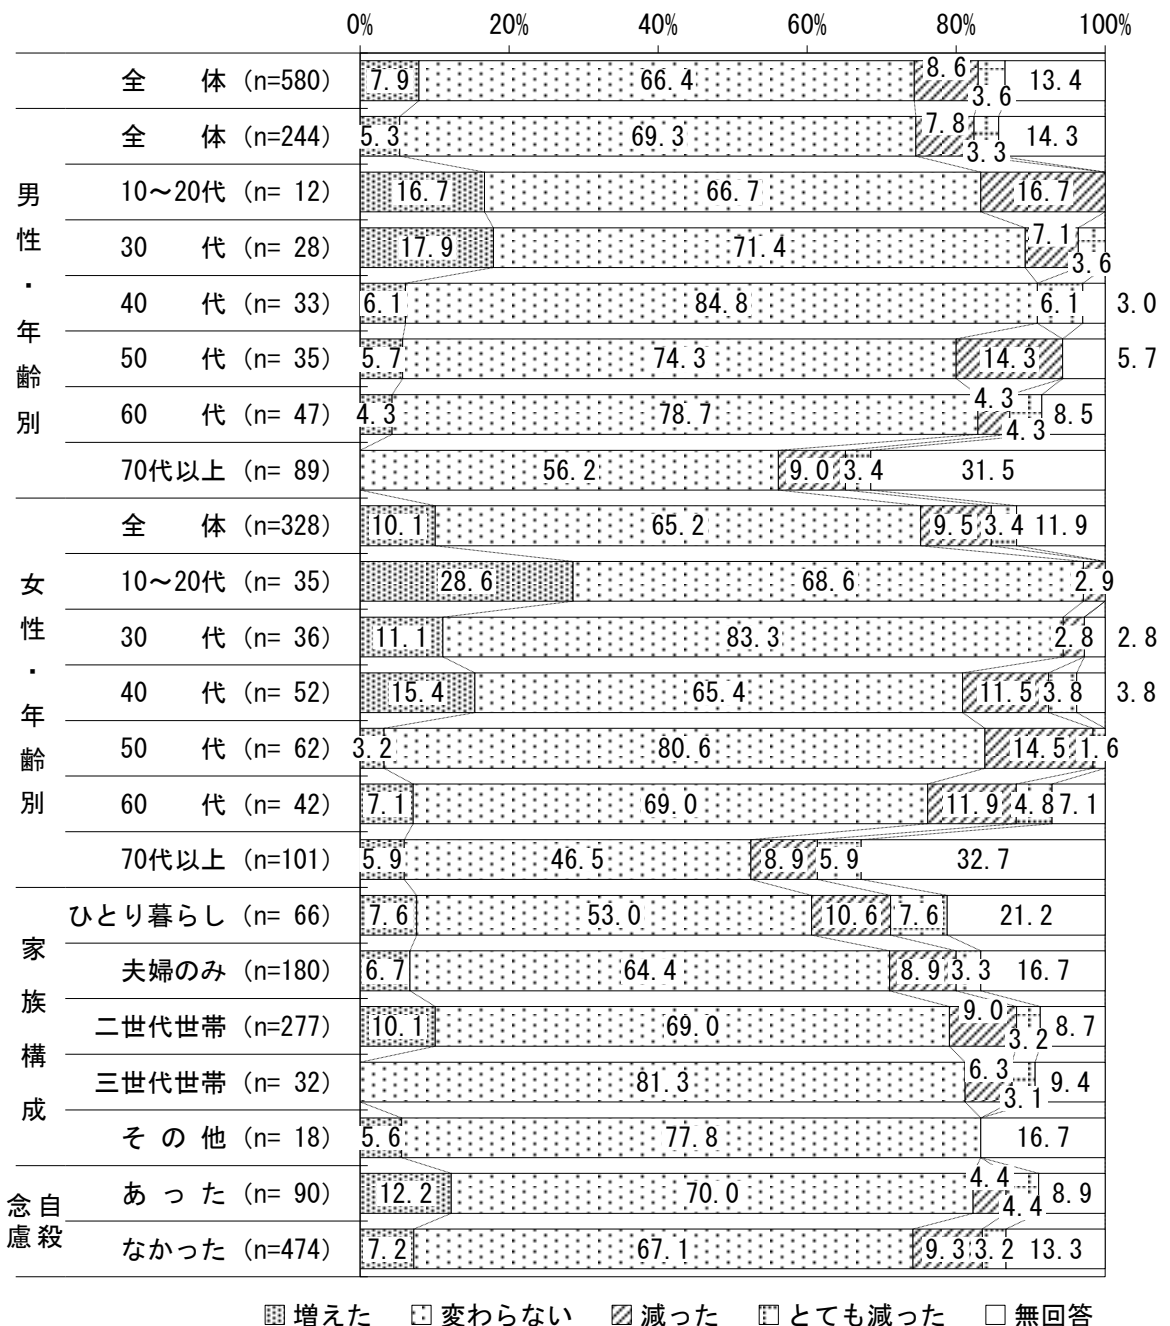 0% 20% 40% 60% 80% 100%
全 体 (n=580) 7.9 66.4 8.6 3.6 13.4
男性・年齢別
全 体 (n=244) 5.3 69.3 7.8 3.3 14.3
10～20代 (n= 12) 16.7 66.7 16.7
30 代 (n= 28) 17.9 71.4 7.1 3.6
40 代 (n= 33) 6.1 84.8 6.1 3.0
50 代 (n= 35) 5.7 74.3 14.3 5.7
60 代 (n= 47) 4.3 78.7 4.3 4.3 8.5
70代以上 (n= 89) 56.2 9.0 3.4 31.5
女性・年齢別
全 体 (n=328) 10.1 65.2 9.5 3.4 11.9
10～20代 (n= 35) 28.6 68.6 2.9
30 代 (n= 36) 11.1 83.3 2.8 2.8
40 代 (n= 52) 15.4 65.4 11.5 3.8 3.8
50 代 (n= 62) 3.2 80.6 14.5 1.6
60 代 (n= 42) 7.1 69.0 11.9 4.8 7.1
70代以上 (n=101) 5.9 46.5 8.9 5.9 32.7
家族構成
ひとり暮らし (n= 66) 7.6 53.0 10.6 7.6 21.2
夫婦のみ (n=180) 6.7 64.4 8.9 3.3 16.7
二世代世帯 (n=277) 10.1 69.0 9.0 3.2 8.7
三世代世帯 (n= 32) 81.3 6.3 3.1 9.4
そ の 他 (n= 18) 5.6 77.8 16.7
自殺念慮
あ っ た (n= 90) 12.2 70.0 4.4 4.4 8.9
なかった (n=474) 7.2 67.1 9.3 3.2 13.3
増えた 変わらない 減った とても減った 無回答